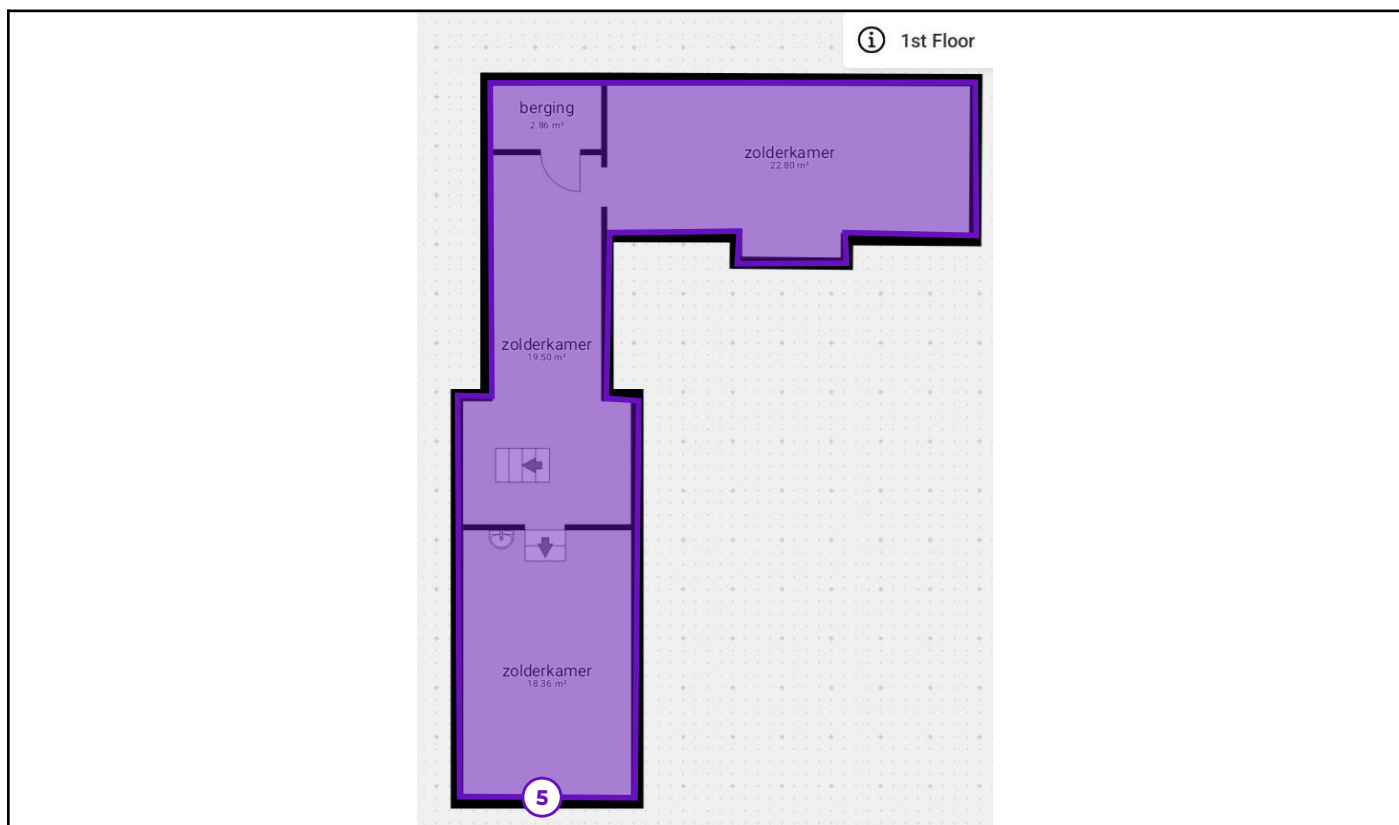 1st Floor
berging
2.86 m²
zolderkamer
22.80 m²
zolderkamer
19.50 m²
zolderkamer
18.36 m²
5